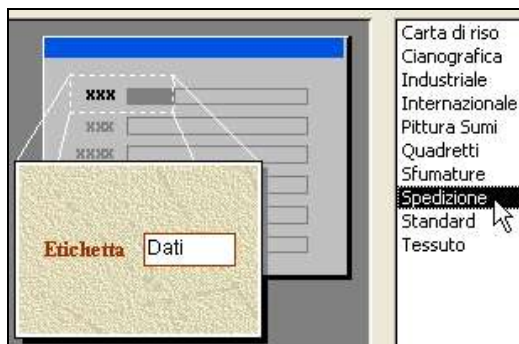 xxx
xxx
xxxx
Etichetta Dati
Carta di riso
Cianografica
Industriale
Internazionale
Pittura Sumi
Quadretti
Sfumature
Spedizione
Standard
Tessuto